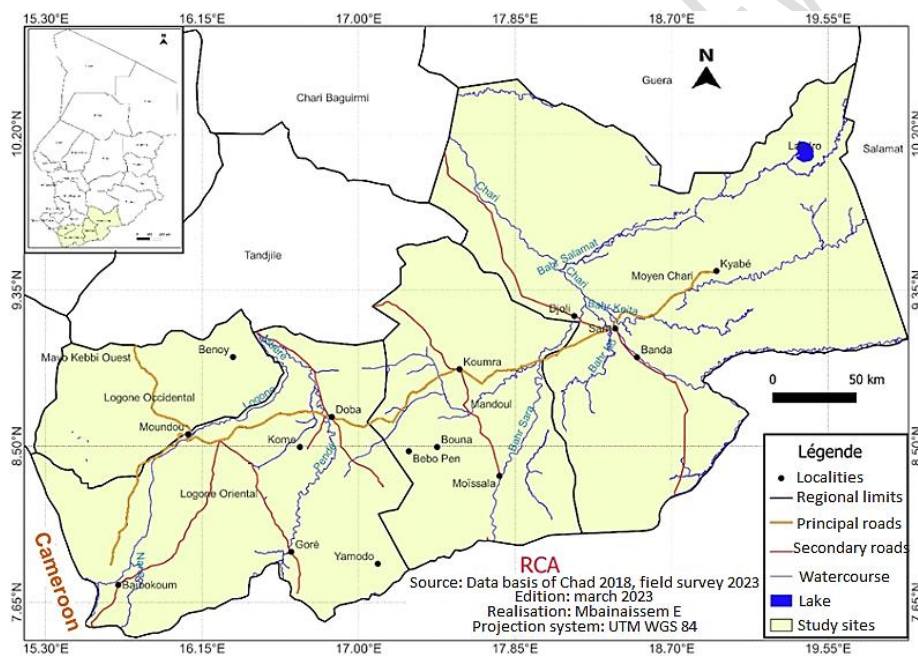 15.30°E 16.15°E 17.00°E 17.85°E 18.70°E 19.55°E
N
Guera
Chari Baguirmi
10.20°N
10.20°N
Salamat
Chari
Tandjile
Bahr Salamat
Chari
Moyen Chari
Kyabé
9.35°N
9.35°N
Djoli
Bahr Keita
Sarh
Mayo Kebbi Ouest
Benoy
Banda
Koumra
0 50 km
Logone Occidental
Logone
Doba
Mandoul
Bahr Sara
Moundou
Kome
Bouna
Bebo Pen
8.50°N
8.50°N
Pendé
Moïssala
Logone Oriental
Goré
Yamodo
Baibokoum
Cameroon
RCA
Source: Data basis of Chad 2018, field survey 2023
Edition: march 2023
Realisation: Mbainaissem E
Projection system: UTM WGS 84
7.65°N
7.65°N
Légende
Localities
Regional limits
Principal roads
Secondary roads
Watercourse
Lake
Study sites
15.30°E 16.15°E 17.00°E 17.85°E 18.70°E 19.55°E